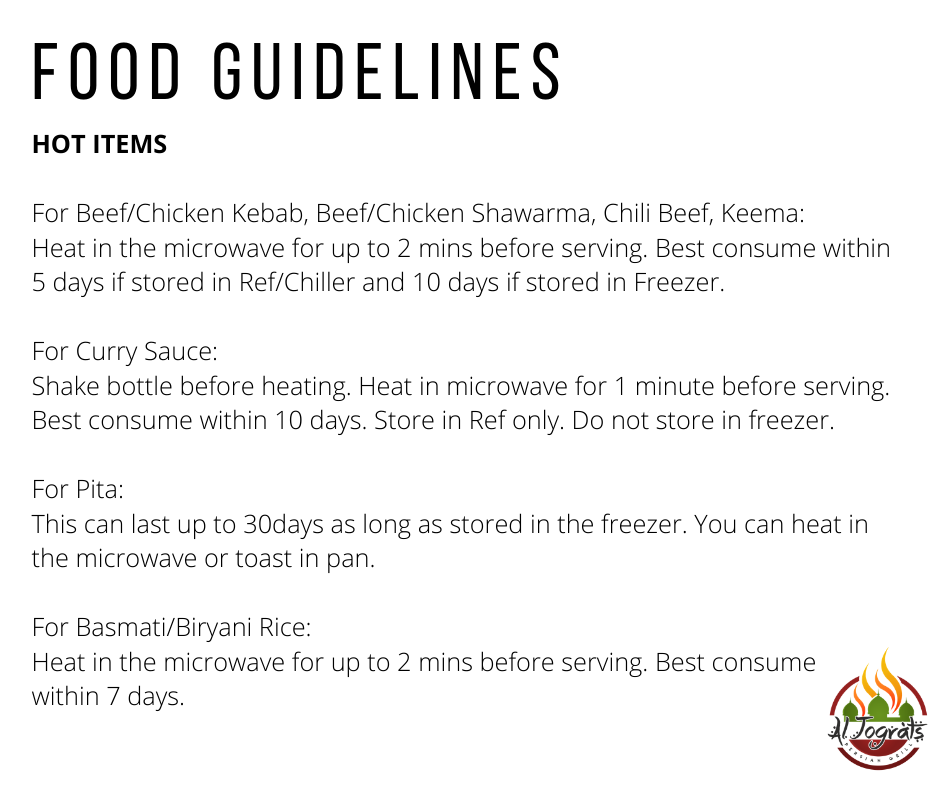 FOOD GUIDELINES
HOT ITEMS
For Beef/Chicken Kebab, Beef/Chicken Shawarma, Chili Beef, Keema:
Heat in the microwave for up to 2 mins before serving. Best consume within
5 days if stored in Ref/Chiller and 10 days if stored in Freezer.
For Curry Sauce:
Shake bottle before heating. Heat in microwave for 1 minute before serving.
Best consume within 10 days. Store in Ref only. Do not store in freezer.
For Pita:
This can last up to 30days as long as stored in the freezer. You can heat in
the microwave or toast in pan.
For Basmati/Biryani Rice:
Heat in the microwave for up to 2 mins before serving. Best consume
within 7 days.
Al Tograts
PERSIAN GRILL